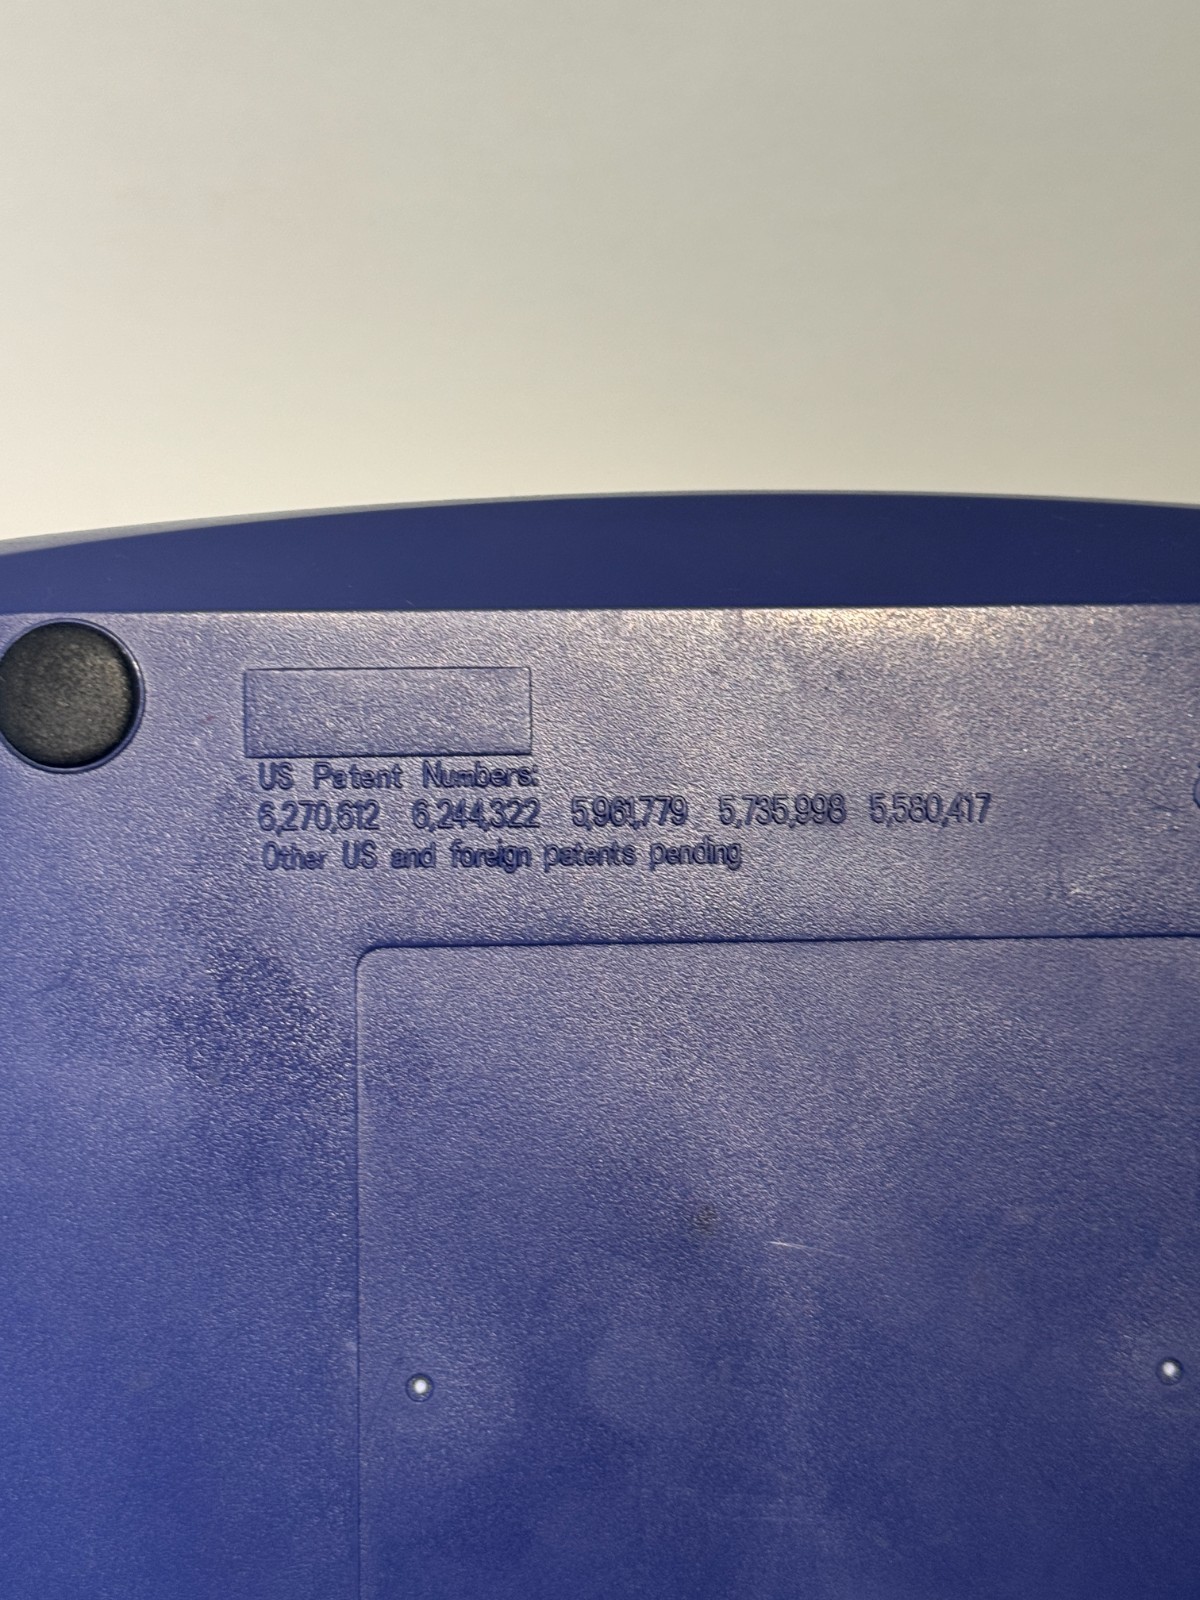 US Patent Numbers:
6,270,612 6,244,322 5,961,779 5,735,998 5,580,417
Other US and foreign patents pending